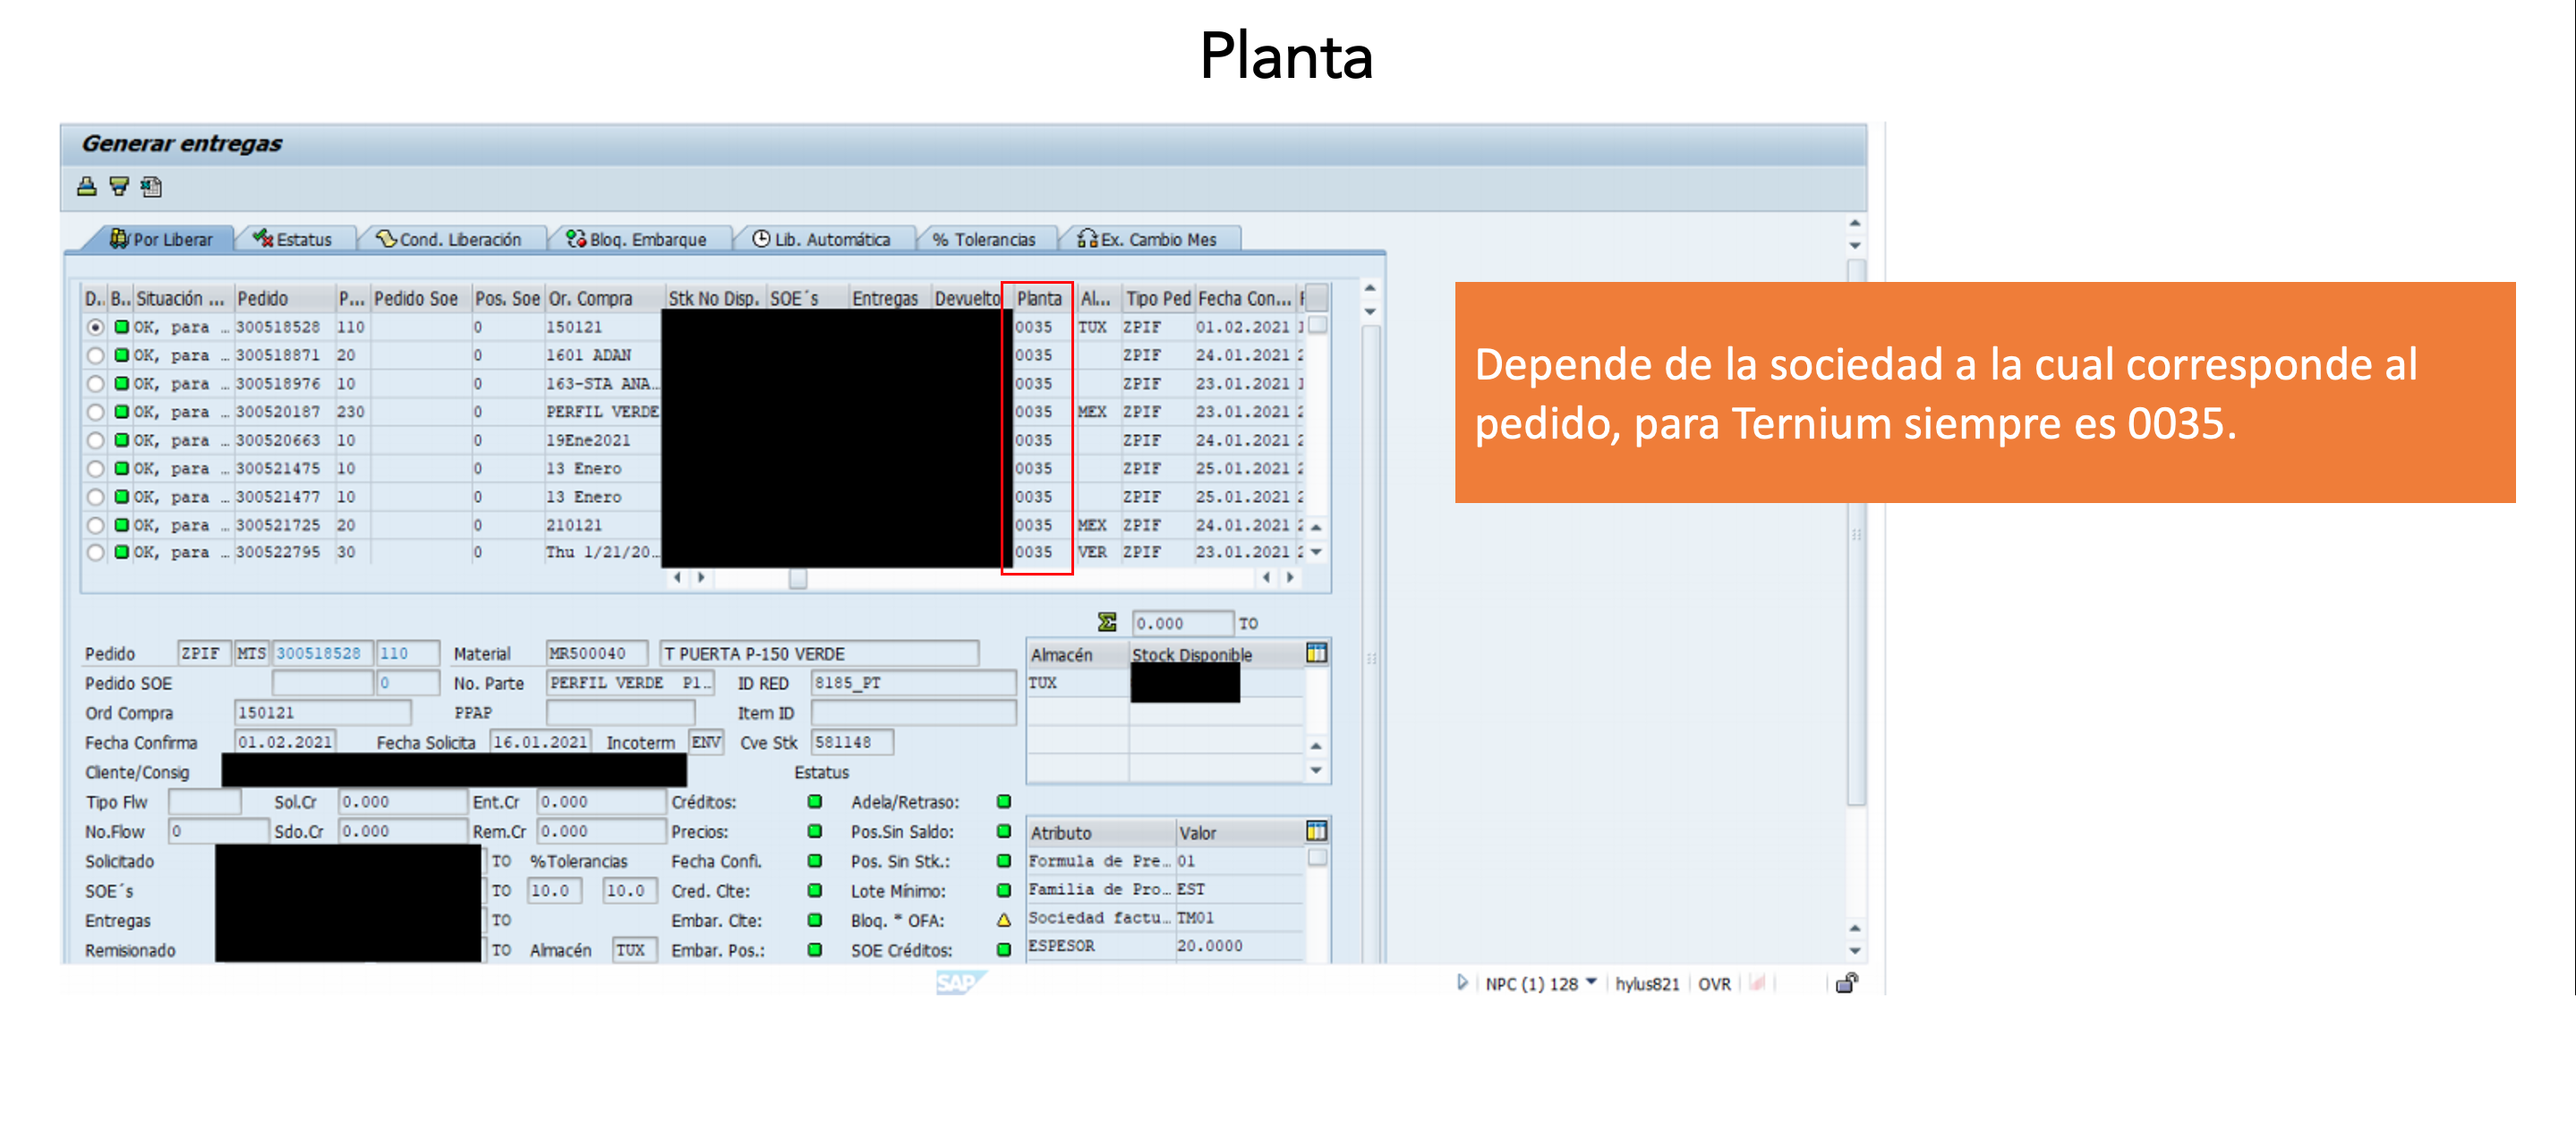 Planta
Generar entregas
Por Liberar Estatus Cond. Liberación Bloq. Embarque Lib. Automática % Tolerancias Ex. Cambio Mes
D.. B.. Situación ... Pedido P... Pedido Soe Pos. Soe Or. Compra Stk No Disp. SOE´s Entregas Devuelto Planta Al... Tipo Ped Fecha Con...
OK, para .. 300518528 110 0 150121 0035 TUX ZPIF 01.02.2021
OK, para .. 300518871 20 0 1601 ADAN 0035 ZPIF 24.01.2021
OK, para .. 300518976 10 0 163-STA ANA.. 0035 ZPIF 23.01.2021
OK, para .. 300520187 230 0 PERFIL VERDE 0035 MEX ZPIF 23.01.2021
OK, para .. 300520663 10 0 19Ene2021 0035 ZPIF 24.01.2021
OK, para .. 300521475 10 0 13 Enero 0035 ZPIF 25.01.2021
OK, para .. 300521477 10 0 13 Enero 0035 ZPIF 25.01.2021
OK, para .. 300521725 20 0 210121 0035 MEX ZPIF 24.01.2021
OK, para .. 300522795 30 0 Thu 1/21/20.. 0035 VER ZPIF 23.01.2021
Depende de la sociedad a la cual corresponde al
pedido, para Ternium siempre es 0035.
0.000 TO
Pedido ZPIF MTS 300518528 110 Material MR500040 T PUERTA P-150 VERDE Almacén Stock Disponible
Pedido SOE 0 No. Parte PERFIL VERDE P1.. ID RED 8185_PT TUX
Ord Compra 150121 PPAP Item ID
Fecha Confirma 01.02.2021 Fecha Solicita 16.01.2021 Incoterm ENV Cve Stk 581148
Cliente/Consig Estatus
Tipo Flw Sol.Cr 0.000 Ent.Cr 0.000 Créditos: Adela/Retraso:
No.Flow 0 Sdo.Cr 0.000 Rem.Cr 0.000 Precios: Pos.Sin Saldo: Atributo Valor
Solicitado TO %Tolerancias Fecha Confi. Pos. Sin Stk.: Formula de Pre.. 01
SOE´s TO 10.0 10.0 Cred. Clte: Lote Mínimo: Familia de Pro.. EST
Entregas TO Embar. Clte: Bloq. * OFA: Sociedad factu.. TM01
Remisionado TO Almacén TUX Embar. Pos.: SOE Créditos: ESPESOR 20.0000
SAP NPC (1) 128 hylus821 OVR